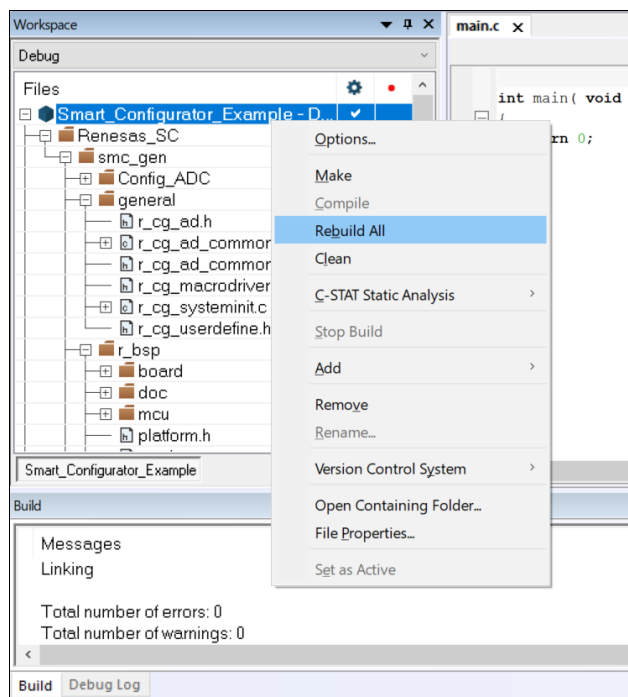 Workspace
main.c
Debug
Files
Smart_Configurator_Example - D...
Renesas_SC
smc_gen
Config_ADC
general
r_cg_ad.h
r_cg_ad_common
r_cg_ad_common
r_cg_macrodriver
r_cg_systeminit.c
r_cg_userdefine.h
r_bsp
board
doc
mcu
platform.h
Smart_Configurator_Example
int main( void
{
rn 0;
Options...
Make
Compile
Rebuild All
Clean
C-STAT Static Analysis
Stop Build
Add
Remove
Rename...
Version Control System
Open Containing Folder...
File Properties...
Set as Active
Build
Messages
Linking
Total number of errors: 0
Total number of warnings: 0
Build
Debug Log